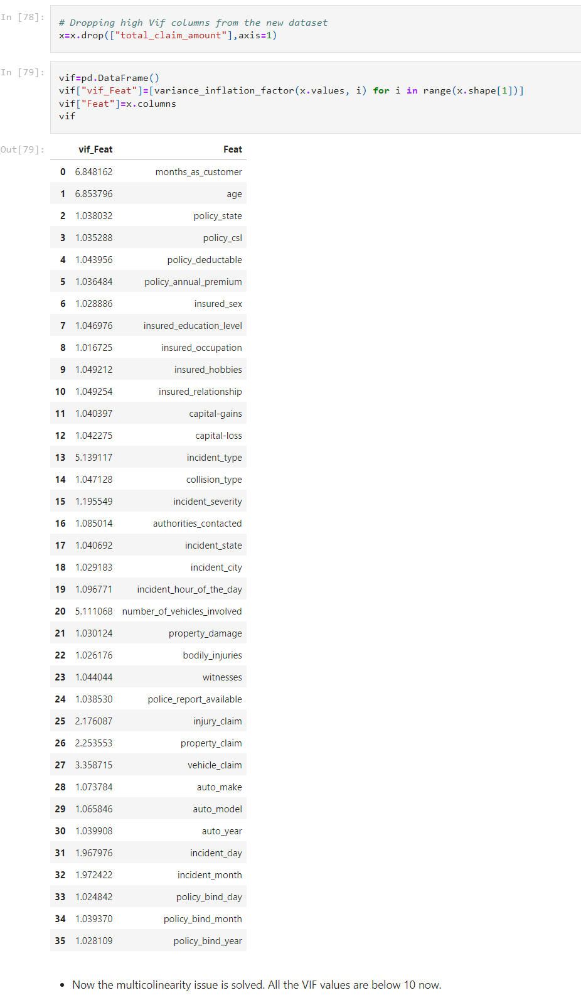 In [78]:
# Dropping high Vif columns from the new dataset
x=x.drop(["total_claim_amount"],axis=1)
In [79]:
vif=pd.DataFrame()
vif["vif_Feat"]=[variance_inflation_factor(x.values, i) for i in range(x.shape[1])]
vif["Feat"]=x.columns
vif
Out[79]:
vif_Feat Feat
0 6.848162 months_as_customer
1 6.853796 age
2 1.038032 policy_state
3 1.035288 policy_csl
4 1.043956 policy_deductable
5 1.036484 policy_annual_premium
6 1.028886 insured_sex
7 1.046976 insured_education_level
8 1.016725 insured_occupation
9 1.049212 insured_hobbies
10 1.049254 insured_relationship
11 1.040397 capital-gains
12 1.042275 capital-loss
13 5.139117 incident_type
14 1.047128 collision_type
15 1.195549 incident_severity
16 1.085014 authorities_contacted
17 1.040692 incident_state
18 1.029183 incident_city
19 1.096771 incident_hour_of_the_day
20 5.111068 number_of_vehicles_involved
21 1.030124 property_damage
22 1.026176 bodily_injuries
23 1.044044 witnesses
24 1.038530 police_report_available
25 2.176087 injury_claim
26 2.253553 property_claim
27 3.358715 vehicle_claim
28 1.073784 auto_make
29 1.065846 auto_model
30 1.039908 auto_year
31 1.967976 incident_day
32 1.972422 incident_month
33 1.024842 policy_bind_day
34 1.039370 policy_bind_month
35 1.028109 policy_bind_year
• Now the multicolinearity issue is solved. All the VIF values are below 10 now.